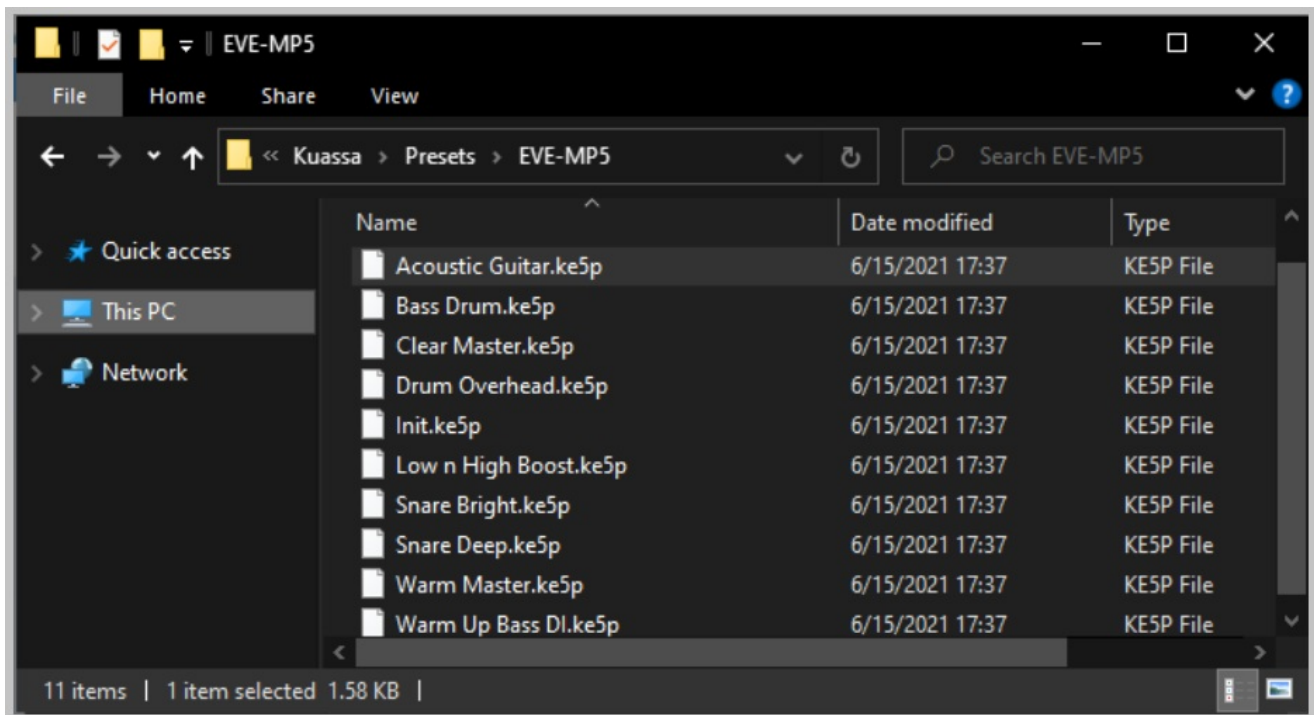 EVE-MP5
File Home Share View
« Kuassa > Presets > EVE-MP5 Search EVE-MP5
Name Date modified Type
Quick access
This PC
Network
Acoustic Guitar.ke5p 6/15/2021 17:37 KE5P File
Bass Drum.ke5p 6/15/2021 17:37 KE5P File
Clear Master.ke5p 6/15/2021 17:37 KE5P File
Drum Overhead.ke5p 6/15/2021 17:37 KE5P File
Init.ke5p 6/15/2021 17:37 KE5P File
Low n High Boost.ke5p 6/15/2021 17:37 KE5P File
Snare Bright.ke5p 6/15/2021 17:37 KE5P File
Snare Deep.ke5p 6/15/2021 17:37 KE5P File
Warm Master.ke5p 6/15/2021 17:37 KE5P File
Warm Up Bass DI.ke5p 6/15/2021 17:37 KE5P File
11 items | 1 item selected 1.58 KB |